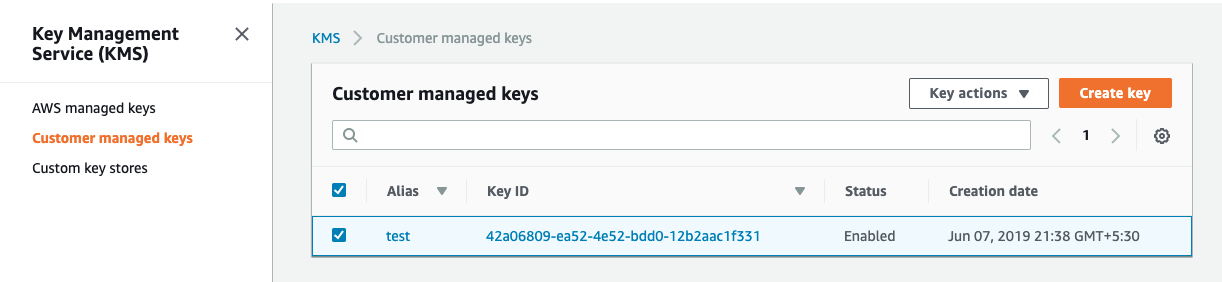 Key Management
Service (KMS)
AWS managed keys
Customer managed keys
Custom key stores
KMS > Customer managed keys
Customer managed keys
Key actions
Create key
1
Alias Key ID Status Creation date
test 42a06809-ea52-4e52-bdd0-12b2aac1f331 Enabled Jun 07, 2019 21:38 GMT+5:30